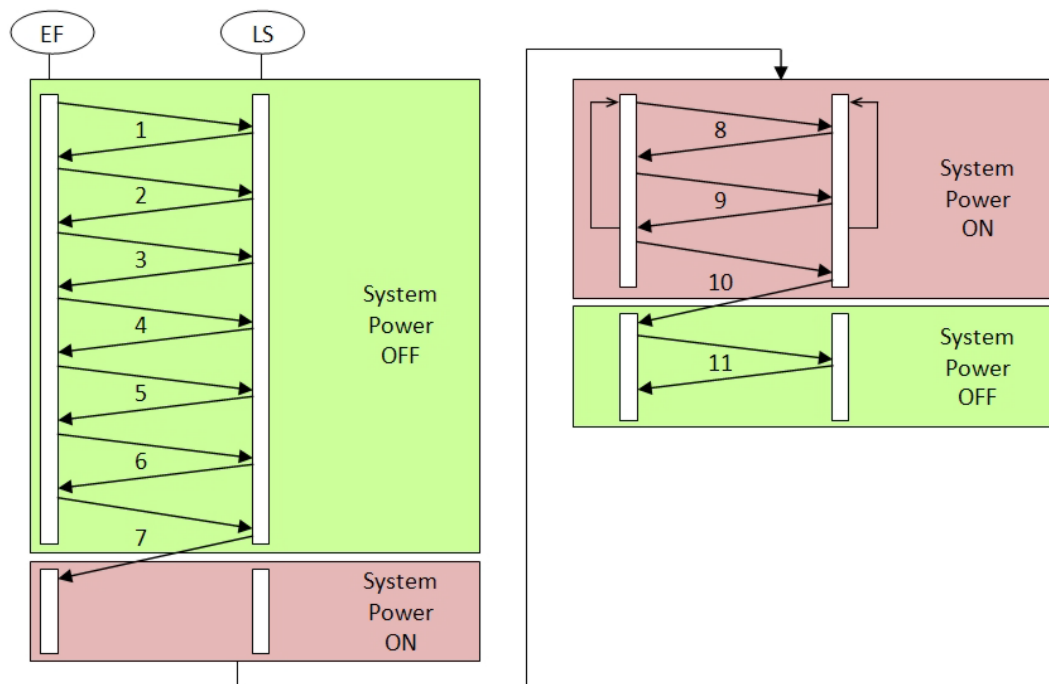 EF
LS
1
2
3
4
5
6
7
System
Power
OFF
System
Power
ON
8
9
10
System
Power
ON
11
System
Power
OFF